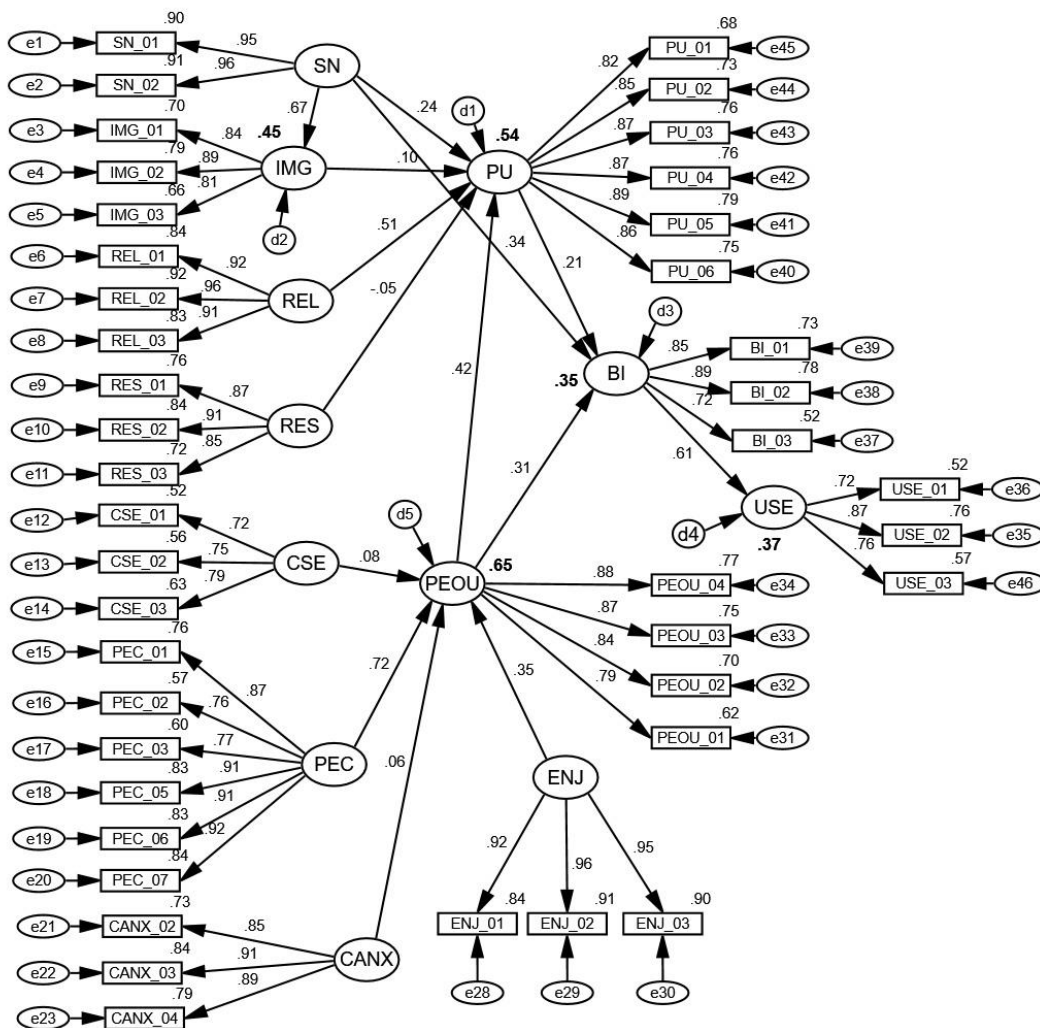 .90
e1 SN_01 .95
.91
e2 SN_02 .96
SN
.70 .67 .24
e3 IMG_01 .84 .45
.79
e4 IMG_02 .89 IMG .10
.66 .81
e5 IMG_03
d2
.84
e6 REL_01 .92 .51
.92
e7 REL_02 .96 REL
.83 .91
e8 REL_03
-.05
.76
e9 RES_01 .87
.84
e10 RES_02 .91 RES
.72 .85
e11 RES_03
.52
e12 CSE_01 .72
.56
e13 CSE_02 .75 CSE .08
.63 .79
e14 CSE_03
.76
e15 PEC_01 .87
.57
e16 PEC_02 .76
.60
e17 PEC_03 .77 PEC .72
.83
e18 PEC_05 .91
.83 .91
e19 PEC_06
.84 .92
e20 PEC_07
.73
e21 CANX_02 .85
.84
e22 CANX_03 .91 CANX .06
.79 .89
e23 CANX_04
d1 .54
PU
.68
.82 PU_01 e45
.73
.85 PU_02 e44
.76
.87 PU_03 e43
.76
.87 PU_04 e42
.79
.89 PU_05 e41
.75
.86 PU_06 e40
.34 .21
.42
d3
.35 BI
.73
.85 BI_01 e39
.78
.89 BI_02 e38
.52
.72 BI_03 e37
.31 .61
USE
d4 .37
.52
.72 USE_01 e36
.76
.87 USE_02 e35
.57
.76 USE_03 e46
d5 .65
PEOU
.77
.88 PEOU_04 e34
.75
.87 PEOU_03 e33
.70
.84 PEOU_02 e32
.62
.79 PEOU_01 e31
.35
ENJ
.92 .96 .95
.84 .91 .90
ENJ_01 ENJ_02 ENJ_03
e28 e29 e30